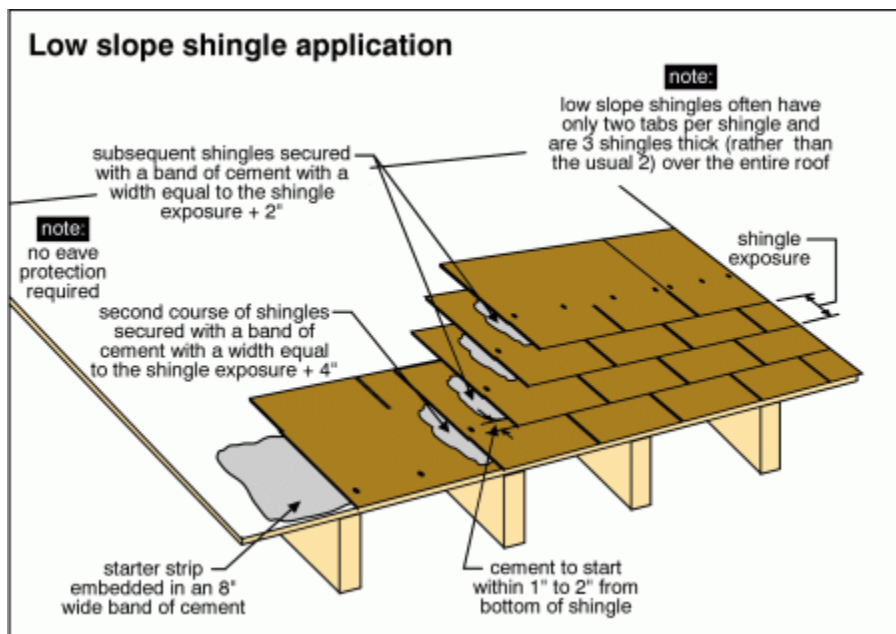 Low slope shingle application
note:
low slope shingles often have
only two tabs per shingle and
are 3 shingles thick (rather than
the usual 2) over the entire roof
subsequent shingles secured
with a band of cement with a
width equal to the shingle
exposure + 2"
note:
no eave
protection
required
shingle
exposure
second course of shingles
secured with a band of
cement with a width equal
to the shingle exposure + 4"
starter strip
embedded in an 8"
wide band of cement
cement to start
within 1" to 2" from
bottom of shingle